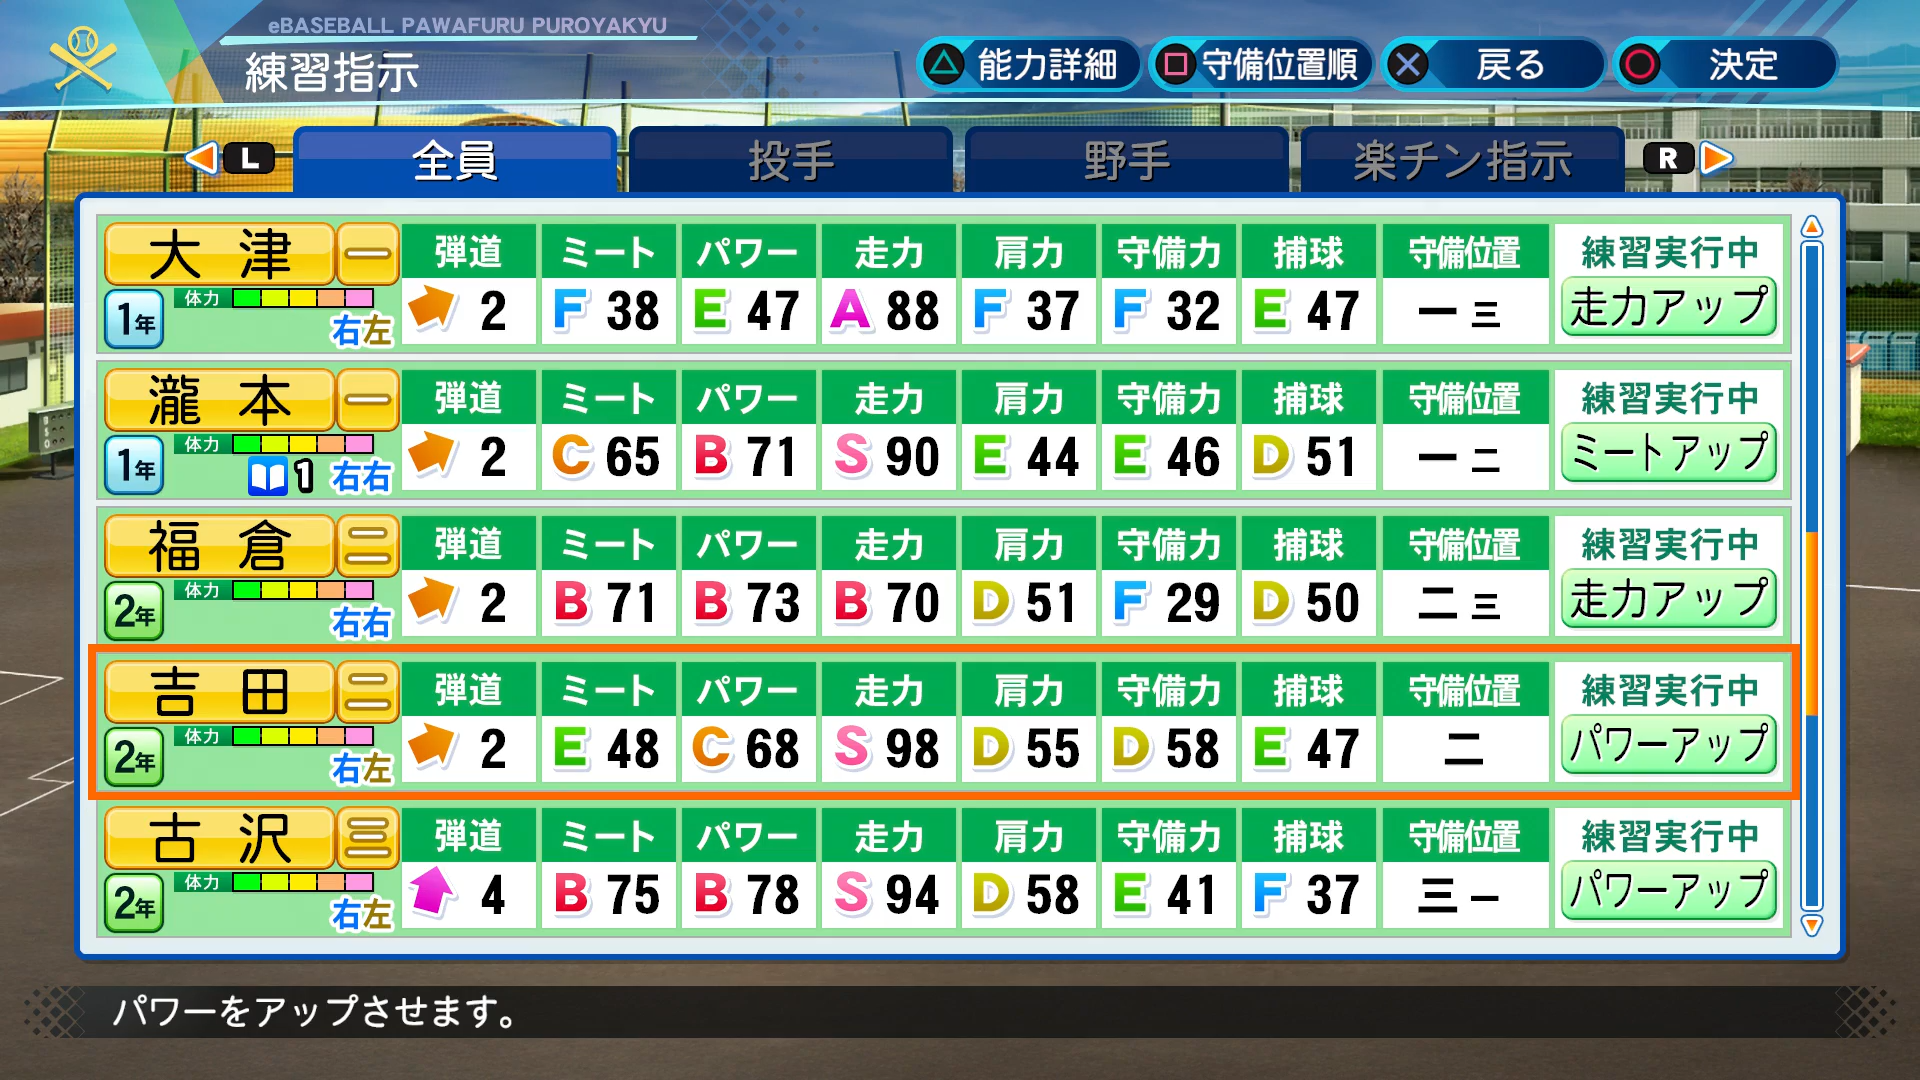 eBASEBALL PAWAFURU PUROYAKYU
練習指示
能力詳細 守備位置順 戻る 決定
L 全員 投手 野手 楽チン指示 R
大津 一 弾道 ミート パワー 走力 肩力 守備力 捕球 守備位置 練習実行中
1年 体力 右左 2 F 38 E 47 A 88 F 37 F 32 E 47 一 三 走力アップ
瀧本 一 弾道 ミート パワー 走力 肩力 守備力 捕球 守備位置 練習実行中
1年 体力 1 右右 2 C 65 B 71 S 90 E 44 E 46 D 51 一 二 ミートアップ
福倉 二 弾道 ミート パワー 走力 肩力 守備力 捕球 守備位置 練習実行中
2年 体力 右右 2 B 71 B 73 B 70 D 51 F 29 D 50 二 三 走力アップ
吉田 二 弾道 ミート パワー 走力 肩力 守備力 捕球 守備位置 練習実行中
2年 体力 右左 2 E 48 C 68 S 98 D 55 D 58 E 47 二 パワーアップ
古沢 三 弾道 ミート パワー 走力 肩力 守備力 捕球 守備位置 練習実行中
2年 体力 右左 4 B 75 B 78 S 94 D 58 E 41 F 37 三 一 パワーアップ
パワーをアップさせます。